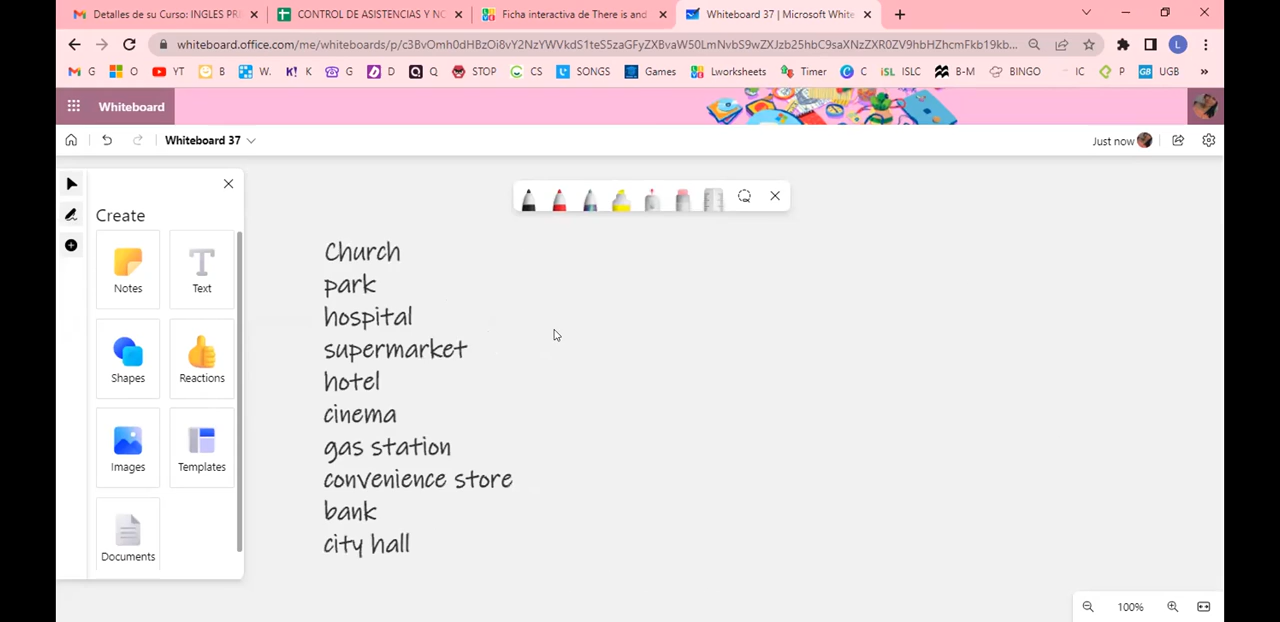 Detalles de su Curso: INGLES PRI
CONTROL DE ASISTENCIAS Y NO
Ficha interactiva de There is and
Whiteboard 37 | Microsoft White
whiteboard.office.com/me/whiteboards/p/
G O YT B W. K! K G D Q STOP CS SONGS Games Lworksheets Timer C ISLC B-M BINGO IC P UGB »
Whiteboard
Whiteboard 37
Just now
Create
Notes Text
Shapes Reactions
Images Templates
Documents
Church
park
hospital
supermarket
hotel
cinema
gas station
convenience store
bank
city hall
100%